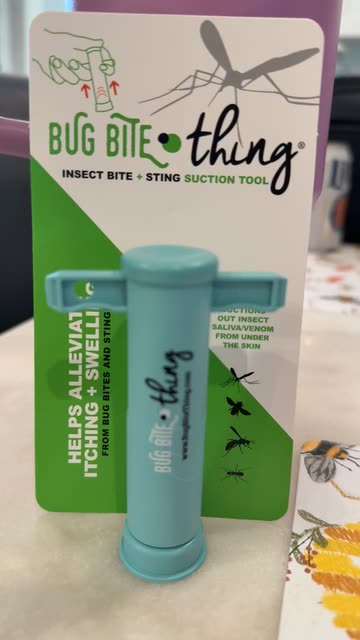 BUG BITE thing®
INSECT BITE + STING SUCTION TOOL
HELPS ALLEVIAT
ITCHING + SWELLI
FROM BUG BITES AND STING
OUT INSECT
SALIVA/VENOM
FROM UNDER
THE SKIN
BUG BITE thing
www.BugBiteThing.com